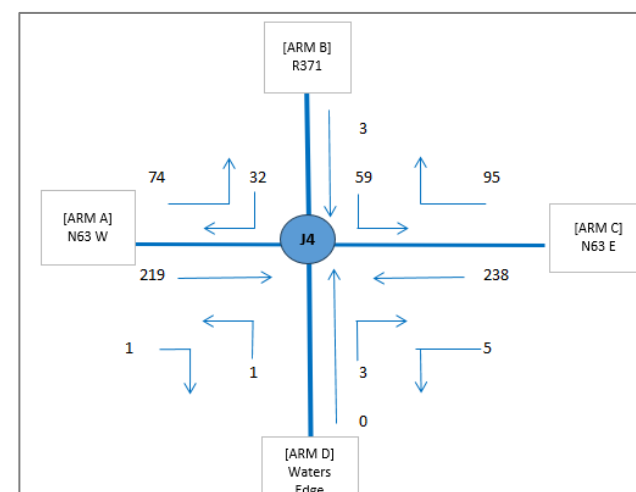 [ARM B]
R371
3
74
32
59
95
[ARM A]
N63 W
J4
[ARM C]
N63 E
219
238
1
1
3
5
0
[ARM D]
Waters
Edge